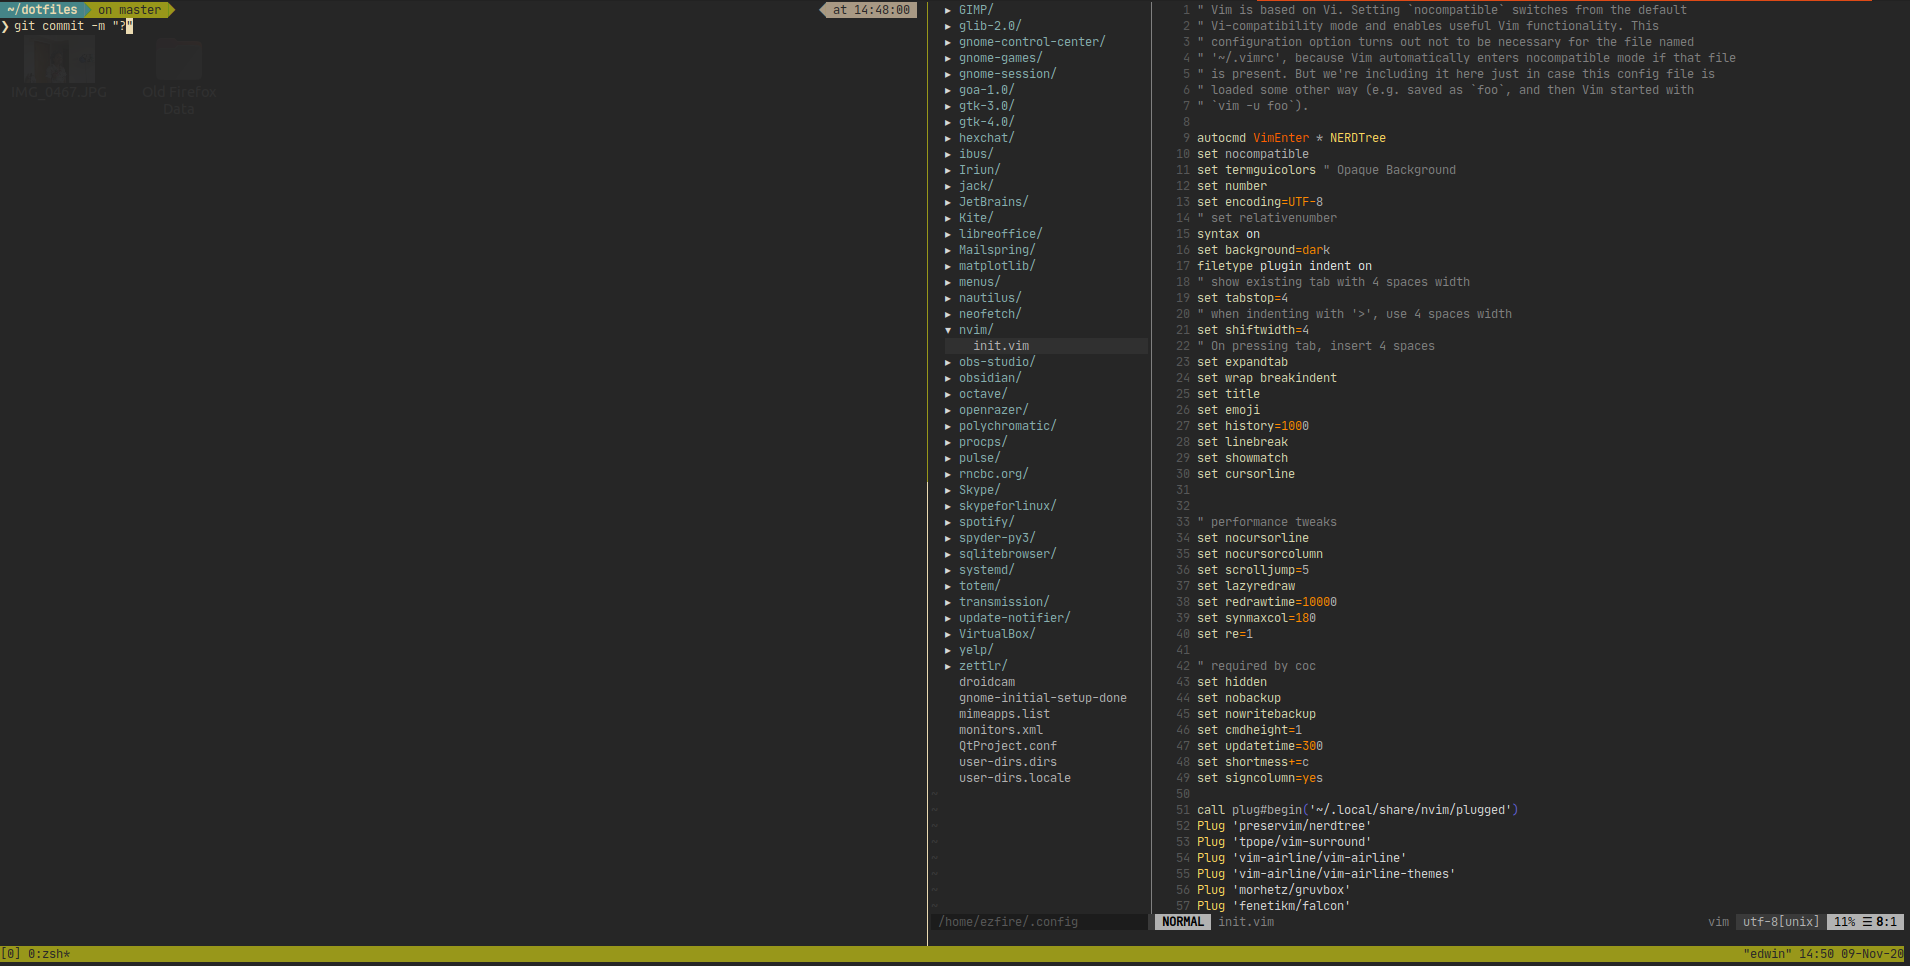 ~/dotfiles on master at 14:48:00
❯ git commit -m "?"
IMG_0467.JPG
Old Firefox
Data
▸ GIMP/
▸ glib-2.0/
▸ gnome-control-center/
▸ gnome-games/
▸ gnome-session/
▸ goa-1.0/
▸ gtk-3.0/
▸ gtk-4.0/
▸ hexchat/
▸ ibus/
▸ Iriun/
▸ jack/
▸ JetBrains/
▸ Kite/
▸ libreoffice/
▸ Mailspring/
▸ matplotlib/
▸ menus/
▸ nautilus/
▸ neofetch/
▾ nvim/
init.vim
▸ obs-studio/
▸ obsidian/
▸ octave/
▸ openrazer/
▸ polychromatic/
▸ procps/
▸ pulse/
▸ rncbc.org/
▸ Skype/
▸ skypeforlinux/
▸ spotify/
▸ spyder-py3/
▸ sqlitebrowser/
▸ systemd/
▸ totem/
▸ transmission/
▸ update-notifier/
▸ VirtualBox/
▸ yelp/
▸ zettlr/
droidcam
gnome-initial-setup-done
mimeapps.list
monitors.xml
QtProject.conf
user-dirs.dirs
user-dirs.locale
~
~
~
~
~
~
~
~
/home/ezfire/.config
1 " Vim is based on Vi. Setting `nocompatible` switches from the default
2 " Vi-compatibility mode and enables useful Vim functionality. This
3 " configuration option turns out not to be necessary for the file named
4 " '~/.vimrc', because Vim automatically enters nocompatible mode if that file
5 " is present. But we're including it here just in case this config file is
6 " loaded some other way (e.g. saved as `foo`, and then Vim started with
7 " `vim -u foo`).
8
9 autocmd VimEnter * NERDTree
10 set nocompatible
11 set termguicolors " Opaque Background
12 set number
13 set encoding=UTF-8
14 " set relativenumber
15 syntax on
16 set background=dark
17 filetype plugin indent on
18 " show existing tab with 4 spaces width
19 set tabstop=4
20 " when indenting with '>', use 4 spaces width
21 set shiftwidth=4
22 " On pressing tab, insert 4 spaces
23 set expandtab
24 set wrap breakindent
25 set title
26 set emoji
27 set history=1000
28 set linebreak
29 set showmatch
30 set cursorline
31
32
33 " performance tweaks
34 set nocursorline
35 set nocursorcolumn
36 set scrolljump=5
37 set lazyredraw
38 set redrawtime=10000
39 set synmaxcol=180
40 set re=1
41
42 " required by coc
43 set hidden
44 set nobackup
45 set nowritebackup
46 set cmdheight=1
47 set updatetime=300
48 set shortmess+=c
49 set signcolumn=yes
50
51 call plug#begin('~/.local/share/nvim/plugged')
52 Plug 'preservim/nerdtree'
53 Plug 'tpope/vim-surround'
54 Plug 'vim-airline/vim-airline'
55 Plug 'vim-airline/vim-airline-themes'
56 Plug 'morhetz/gruvbox'
57 Plug 'fenetikm/falcon'
NORMAL init.vim vim utf-8[unix] 11% ☰ 8:1
[0] 0:zsh* "edwin" 14:50 09-Nov-20